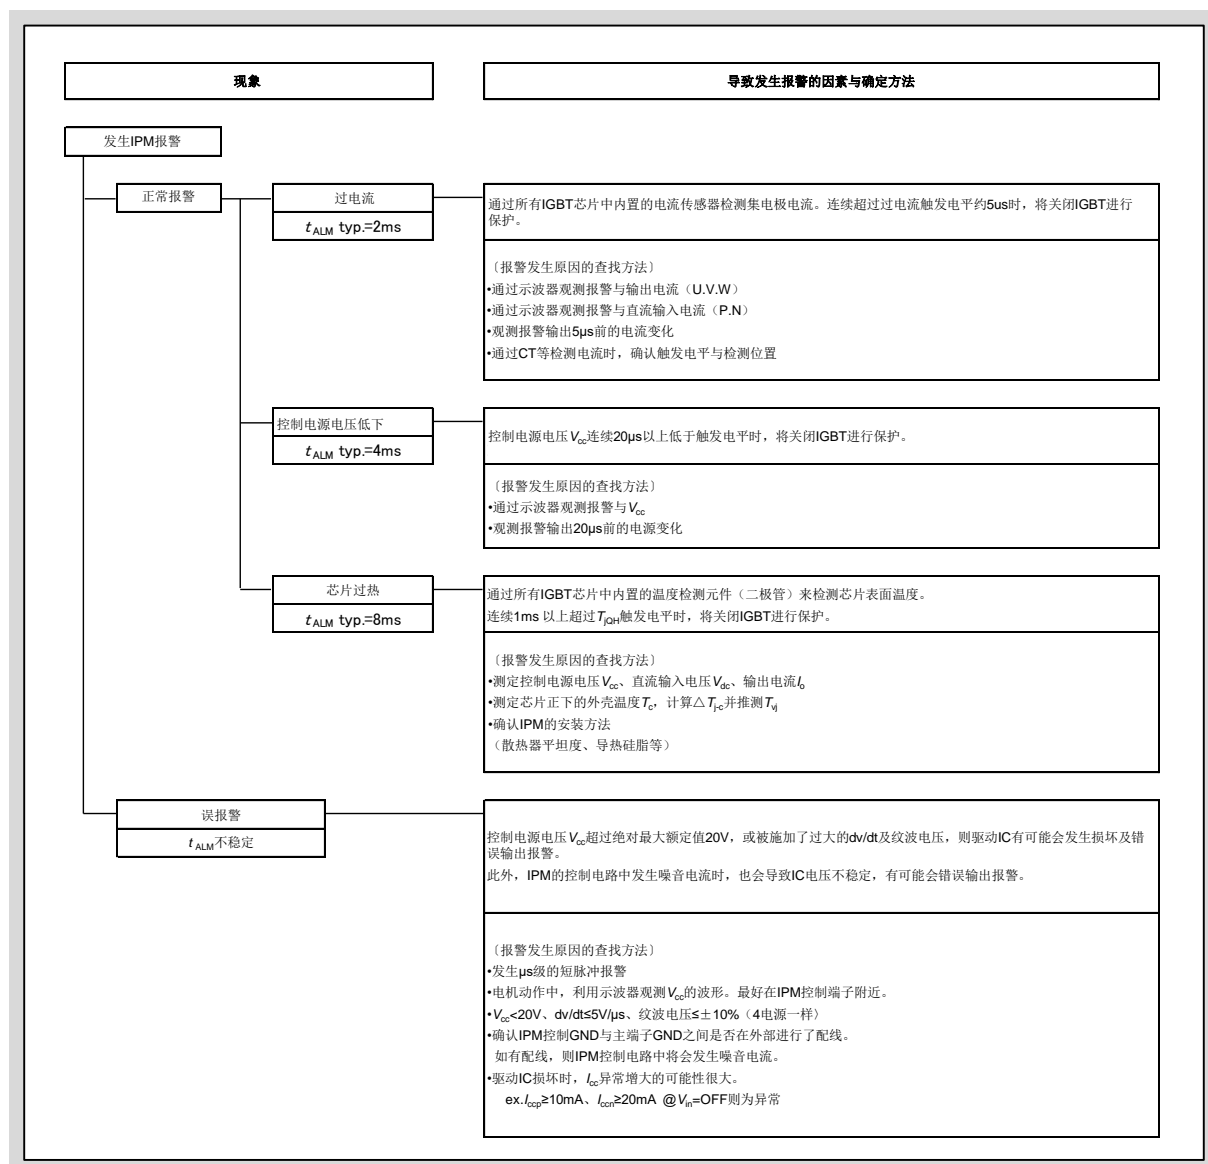 现象
导致发生报警的因素与确定方法
发生IPM报警
正常报警
过电流
tALM typ.=2ms
通过所有IGBT芯片中内置的电流传感器检测集电极电流。连续超过过电流触发电平约5us时，将关闭IGBT进行
保护。
〔报警发生原因的查找方法〕
•通过示波器观测报警与输出电流（U.V.W）
•通过示波器观测报警与直流输入电流（P.N）
•观测报警输出5μs前的电流变化
•通过CT等检测电流时，确认触发电平与检测位置
控制电源电压低下
tALM typ.=4ms
控制电源电压Vcc连续20μs以上低于触发电平时，将关闭IGBT进行保护。
〔报警发生原因的查找方法〕
•通过示波器观测报警与Vcc
•观测报警输出20μs前的电源变化
芯片过热
tALM typ.=8ms
通过所有IGBT芯片中内置的温度检测元件（二极管）来检测芯片表面温度。
连续1ms 以上超过TjOH触发电平时，将关闭IGBT进行保护。
〔报警发生原因的查找方法〕
•测定控制电源电压Vcc、直流输入电压Vdc、输出电流Io
•测定芯片正下的外壳温度Tc，计算△Tj-c并推测Tvj
•确认IPM的安装方法
（散热器平坦度、导热硅脂等）
误报警
tALM不稳定
控制电源电压Vcc超过绝对最大额定值20V，或被施加了过大的dv/dt及纹波电压，则驱动IC有可能会发生损坏及错
误输出报警。
此外，IPM的控制电路中发生噪音电流时，也会导致IC电压不稳定，有可能会错误输出报警。
〔报警发生原因的查找方法〕
•发生μs级的短脉冲报警
•电机动作中，利用示波器观测Vcc的波形。最好在IPM控制端子附近。
•Vcc<20V、dv/dt≤5V/μs、纹波电压≤±10%（4电源一样）
•确认IPM控制GND与主端子GND之间是否在外部进行了配线。
如有配线，则IPM控制电路中将会发生噪音电流。
•驱动IC损坏时，Icc异常增大的可能性很大。
ex.Iccp≥10mA、Iccn≥20mA @Vin=OFF则为异常